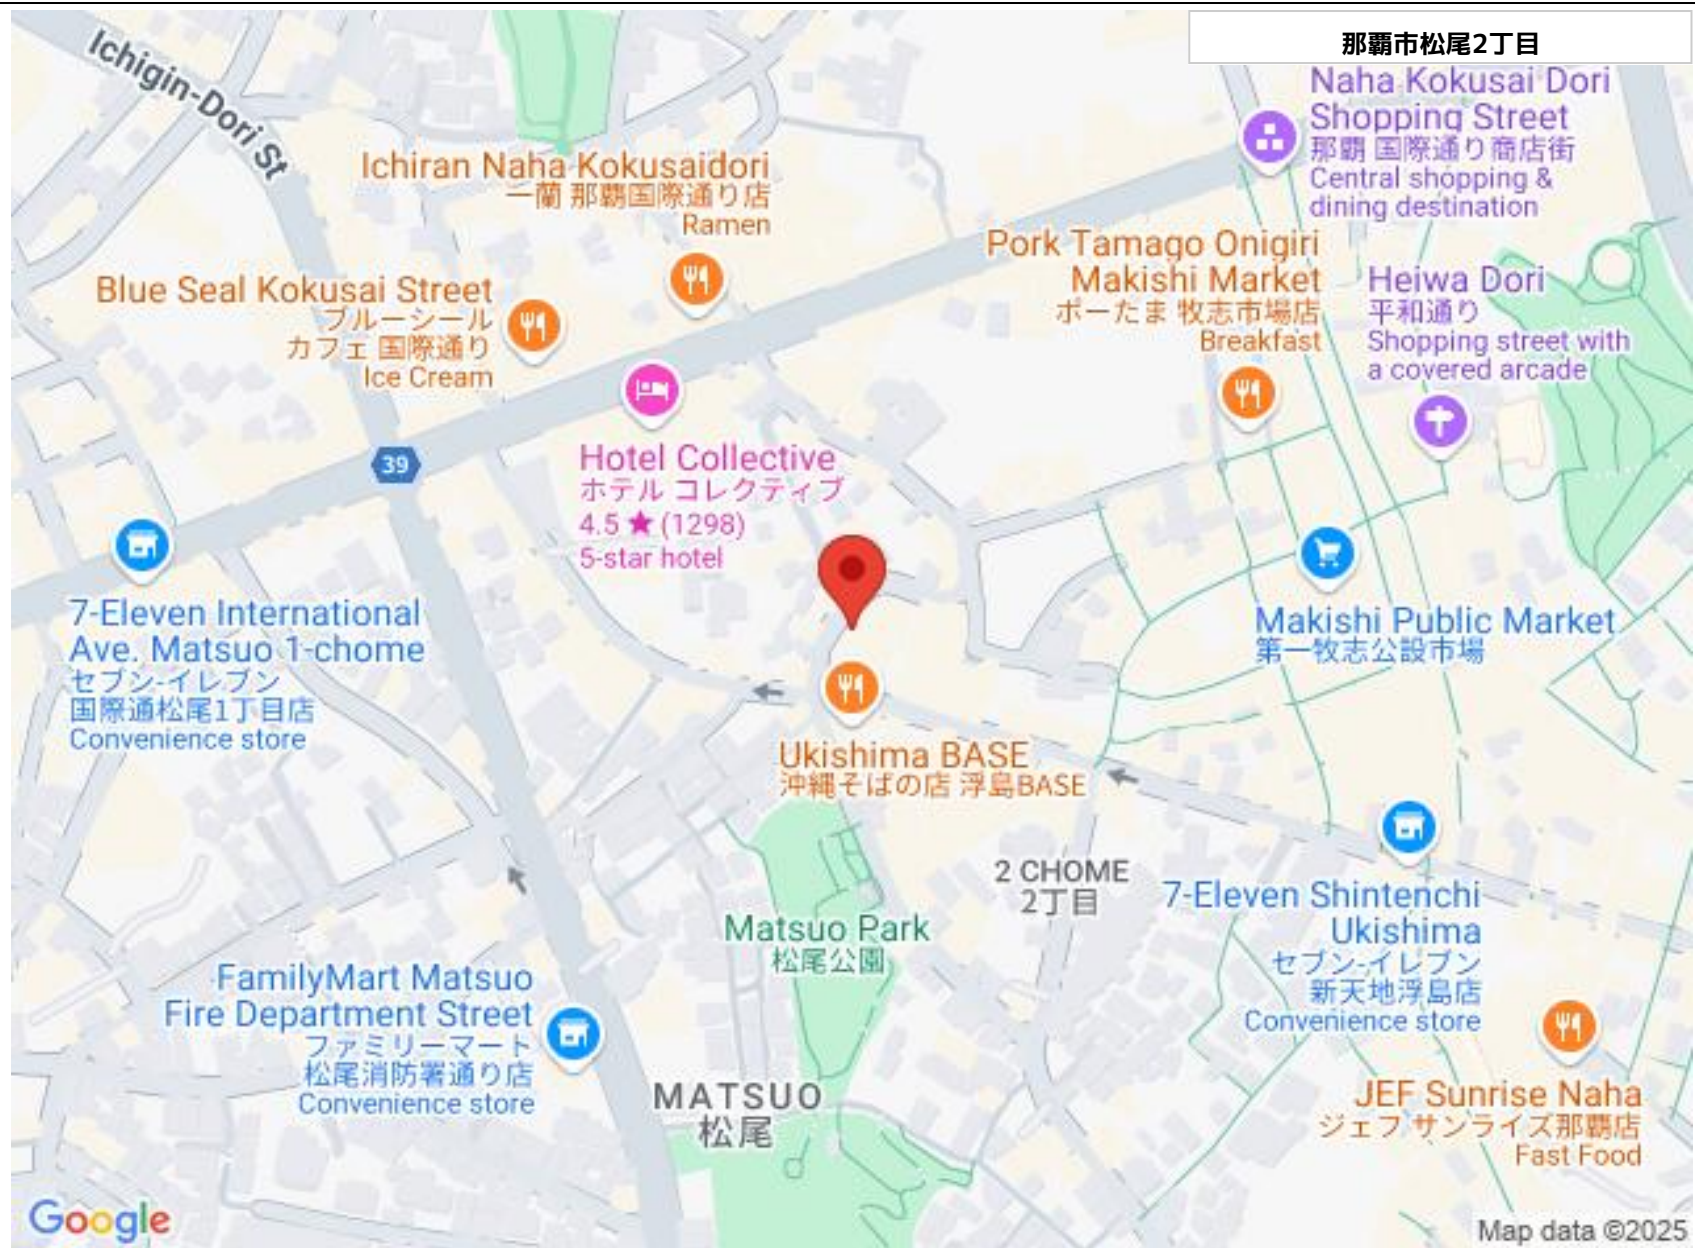 那覇市松尾2丁目
Ichigin-Dori St
Naha Kokusai Dori
Shopping Street
那覇 国際通り商店街
Central shopping &
dining destination
Ichiran Naha Kokusaidori
一蘭 那覇国際通り店
Ramen
Pork Tamago Onigiri
Makishi Market
ポーたま 牧志市場店
Breakfast
Heiwa Dori
平和通り
Shopping street with
a covered arcade
Blue Seal Kokusai Street
ブルーシール
カフェ 国際通り
Ice Cream
39
Hotel Collective
ホテル コレクティブ
4.5 ★ (1298)
5-star hotel
7-Eleven International
Ave. Matsuo 1-chome
セブン-イレブン
国際通松尾1丁目店
Convenience store
Makishi Public Market
第一牧志公設市場
Ukishima BASE
沖縄そばの店 浮島BASE
2 CHOME
2丁目
7-Eleven Shintenchi
Ukishima
セブン-イレブン
新天地浮島店
Convenience store
Matsuo Park
松尾公園
FamilyMart Matsuo
Fire Department Street
ファミリーマート
松尾消防署通り店
Convenience store
MATSUO
松尾
JEF Sunrise Naha
ジェフ サンライズ那覇店
Fast Food
Google
Map data ©2025